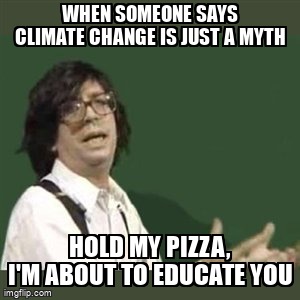 WHEN SOMEONE SAYS
CLIMATE CHANGE IS JUST A MYTH
HOLD MY PIZZA,
I'M ABOUT TO EDUCATE YOU
imgflip.com